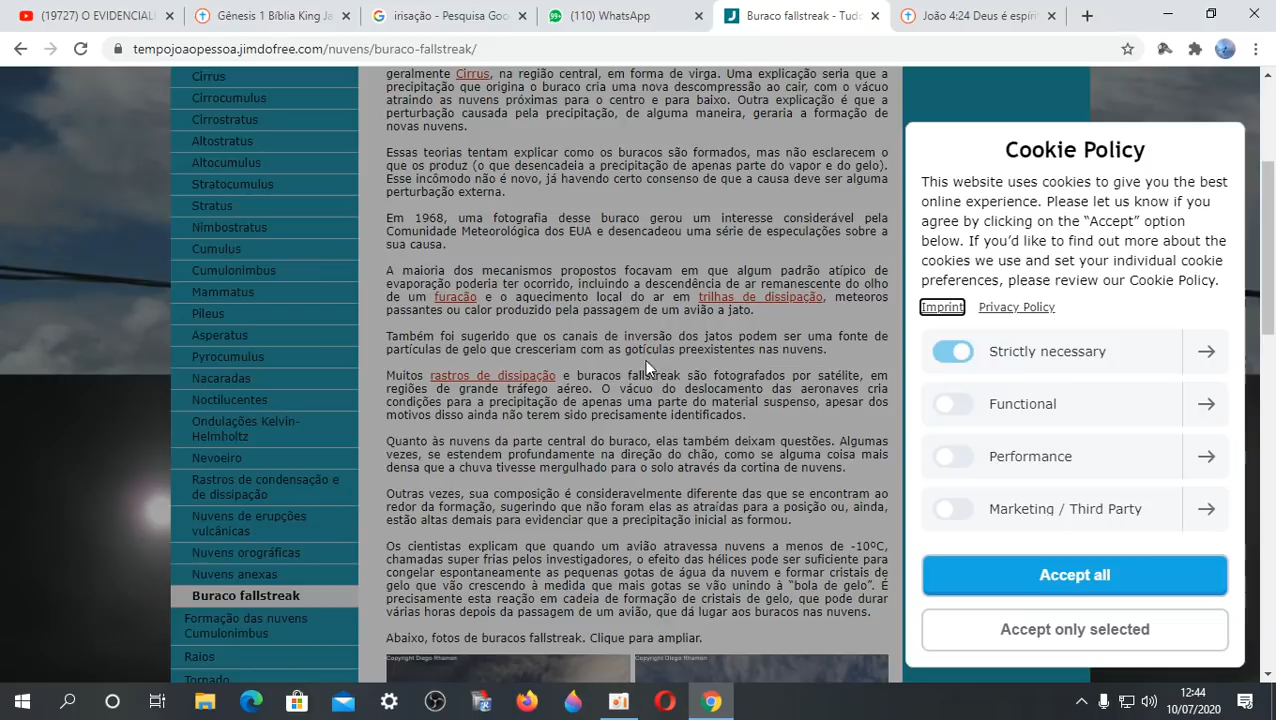 (19727) O EVIDENCIAL
Gênesis 1 Bíblia King Ja
irisação - Pesquisa Goo
(110) WhatsApp
Buraco fallstreak - Tudo
João 4:24 Deus é espíri
tempojoaopessoa.jimdofree.com/nuvens/buraco-fallstreak/
Cirrus
Cirrocumulus
Cirrostratus
Altostratus
Altocumulus
Stratocumulus
Stratus
Nimbostratus
Cumulus
Cumulonimbus
Mammatus
Pileus
Asperatus
Pyrocumulus
Nacaradas
Noctilucentes
Ondulações Kelvin-
Helmholtz
Nevoeiro
Rastros de condensação e
de dissipação
Nuvens de erupções
vulcânicas
Nuvens orográficas
Nuvens anexas
Buraco fallstreak
Formação das nuvens
Cumulonimbus
Raios
Tornado
geralmente Cirrus, na região central, em forma de virga. Uma explicação seria que a
precipitação que origina o buraco cria uma nova descompressão ao cair, com o vácuo
atraindo as nuvens próximas para o centro e para baixo. Outra explicação é que a
perturbação causada pela precipitação, de alguma maneira, geraria a formação de
novas nuvens.
Essas teorias tentam explicar como os buracos são formados, mas não esclarecem o
que os produz (o que desencadeia a precipitação de apenas parte do vapor e do gelo).
Esse incômodo não é novo, já havendo certo consenso de que a causa deve ser alguma
perturbação externa.
Em 1968, uma fotografia desse buraco gerou um interesse considerável pela
Comunidade Meteorológica dos EUA e desencadeou uma série de especulações sobre a
sua causa.
A maioria dos mecanismos propostos focavam em que algum padrão atípico de
evaporação poderia ter ocorrido, incluindo a descendência de ar remanescente do olho
de um furacão e o aquecimento local do ar em trilhas de dissipação, meteoros
passantes ou calor produzido pela passagem de um avião a jato.
Também foi sugerido que os canais de inversão dos jatos podem ser uma fonte de
partículas de gelo que cresceriam com as gotículas preexistentes nas nuvens.
Muitos rastros de dissipação e buracos fallstreak são fotografados por satélite, em
regiões de grande tráfego aéreo. O vácuo do deslocamento das aeronaves cria
condições para a precipitação de apenas uma parte do material suspenso, apesar dos
motivos disso ainda não terem sido precisamente identificados.
Quanto às nuvens da parte central do buraco, elas também deixam questões. Algumas
vezes, se estendem profundamente na direção do chão, como se alguma coisa mais
densa que a chuva tivesse mergulhado para o solo através da cortina de nuvens.
Outras vezes, sua composição é consideravelmente diferente das que se encontram ao
redor da formação, sugerindo que não foram elas as atraídas para a posição ou, ainda,
estão altas demais para evidenciar que a precipitação inicial as formou.
Os cientistas explicam que quando um avião atravessa nuvens a menos de -10ºC,
chamadas super frias pelos investigadores, o efeito das hélices pode ser suficiente para
congelar espontaneamente as pequenas gotas de água da nuvem e formar cristais de
gelo que vão crescendo à medida que mais gotas se vão unindo à “bola de gelo”. É
precisamente esta reação em cadeia de formação de cristais de gelo, que pode durar
várias horas depois da passagem de um avião, que dá lugar aos buracos nas nuvens.
Abaixo, fotos de buracos fallstreak. Clique para ampliar.
Copyright Diego Rhamon
Copyright Diego Rhamon
Cookie Policy
This website uses cookies to give you the best
online experience. Please let us know if you
agree by clicking on the “Accept” option
below. If you’d like to find out more about the
cookies we use and set your individual cookie
preferences, please review our Cookie Policy.
Imprint Privacy Policy
Strictly necessary
Functional
Performance
Marketing / Third Party
Accept all
Accept only selected
12:44
10/07/2020